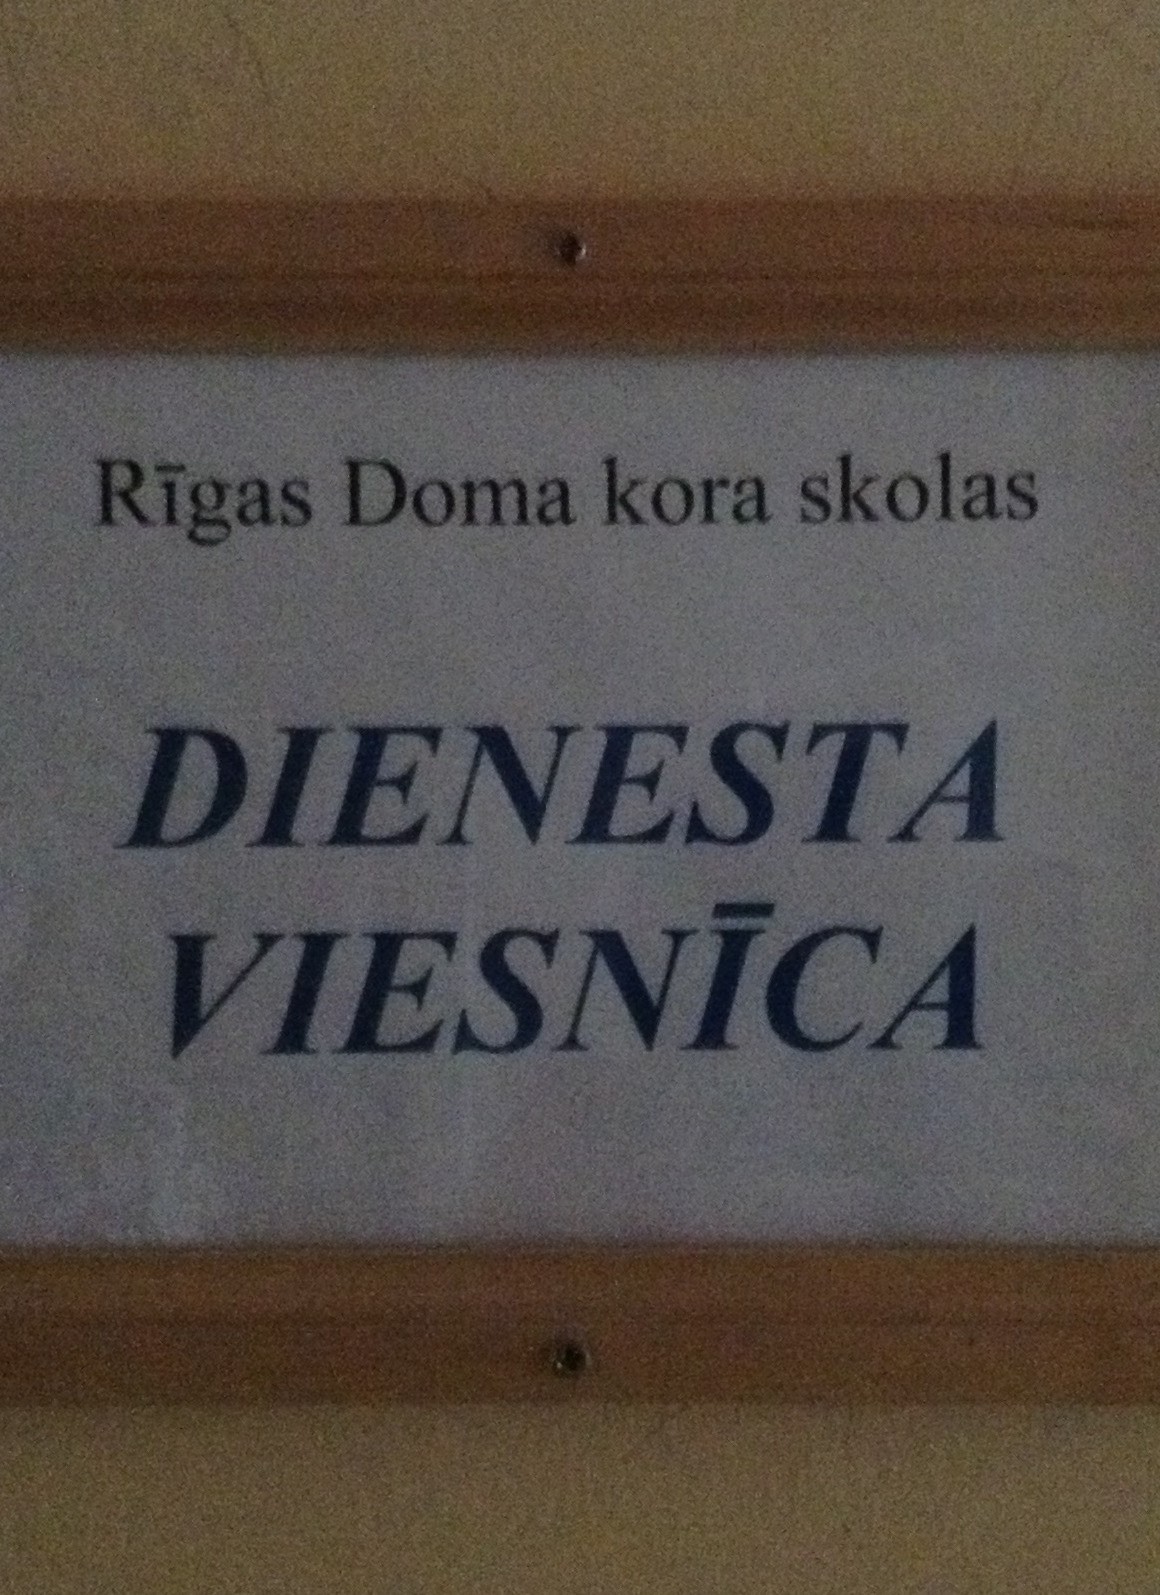 Rīgas Doma kora skolas
DIENESTA
VIESNĪCA